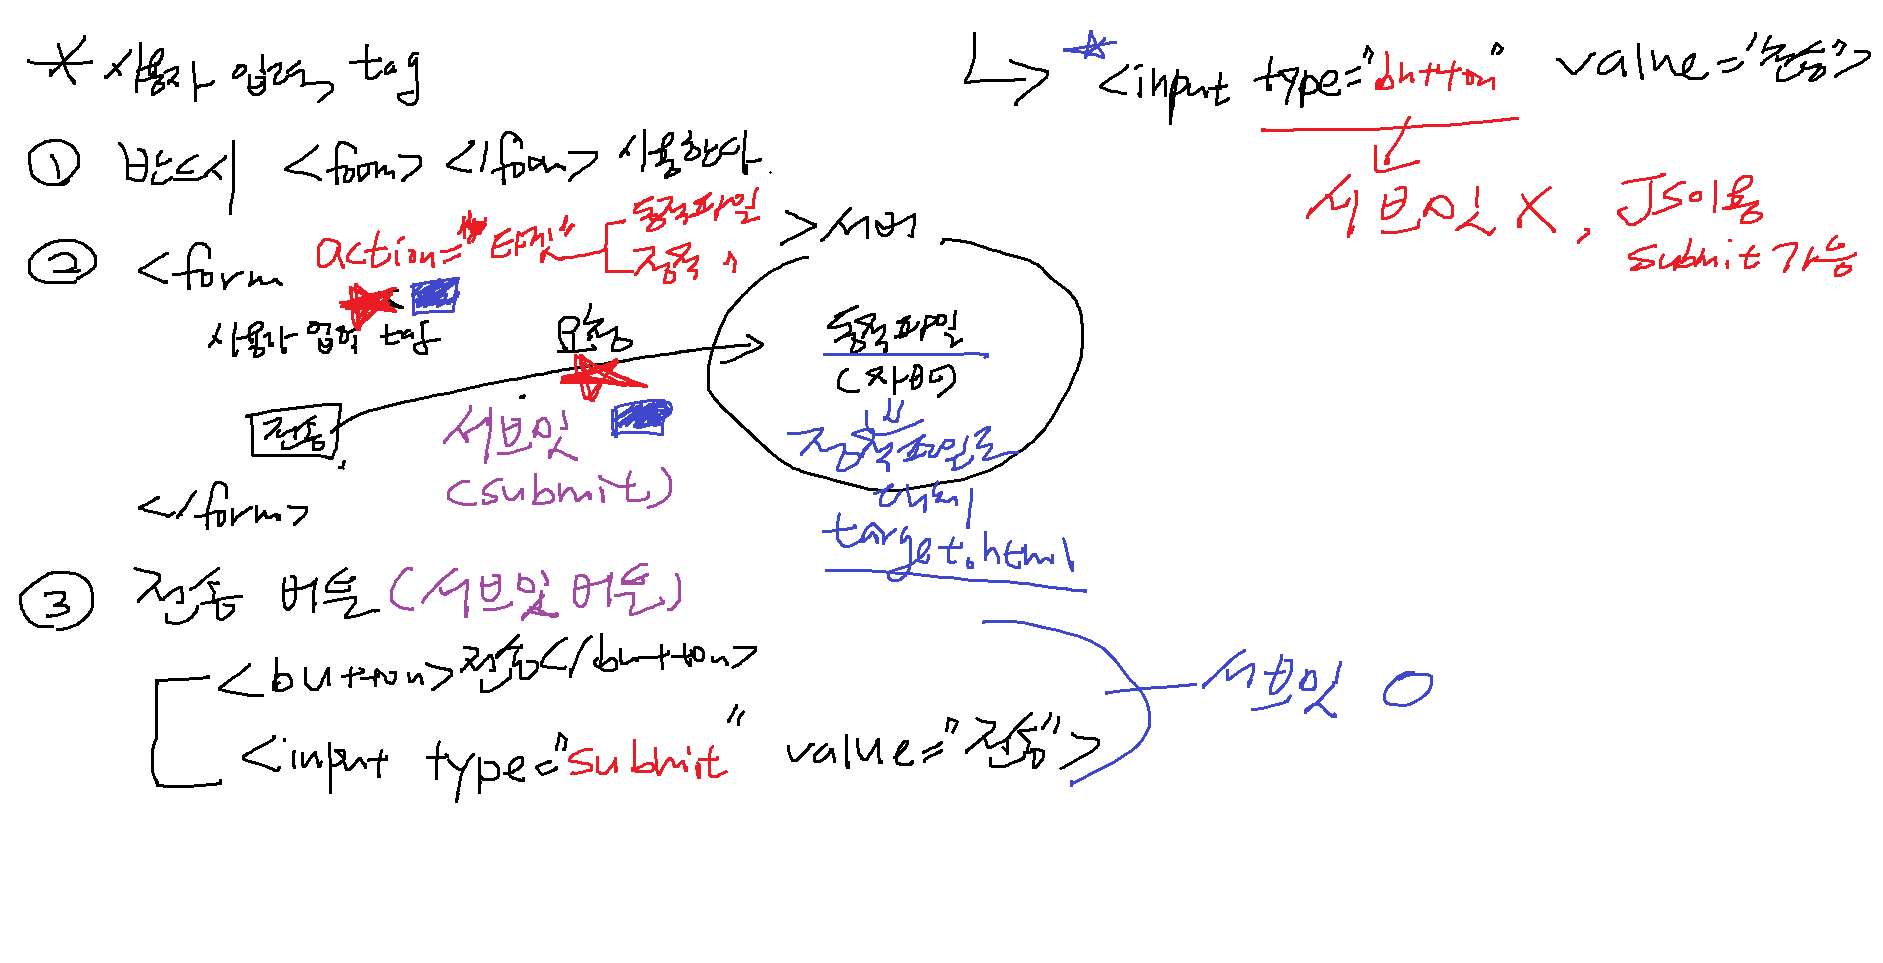 * 사용자 입력 tag
① 반드시 <form> </form> 사용한다.
② <form action="타겟" 동적파일
정적 "
>
사용자 입력 tag
요청
전송
서브밋
(submit)
</form>
서버
동적파일
(자바)
정적파일로
대체
target.html
③ 전송 버튼 (서브밋 버튼)
<button>전송</button>
<input type="submit" value="전송">
서브밋 O
<input type="button" value="전송">
서브밋 X, JS이용
submit 가능